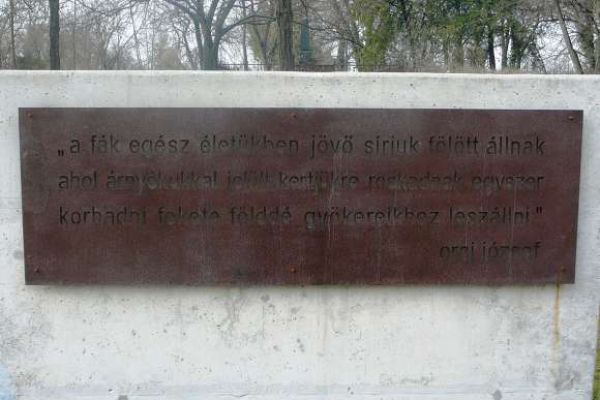 „a fák egész életükben jövő sírjuk fölött állnak
ahol árnyékukkal jelölt kertjükre roskadnak egyszer
korhadni fekete földdé gyökereikhez leszállni."
oraj józsef